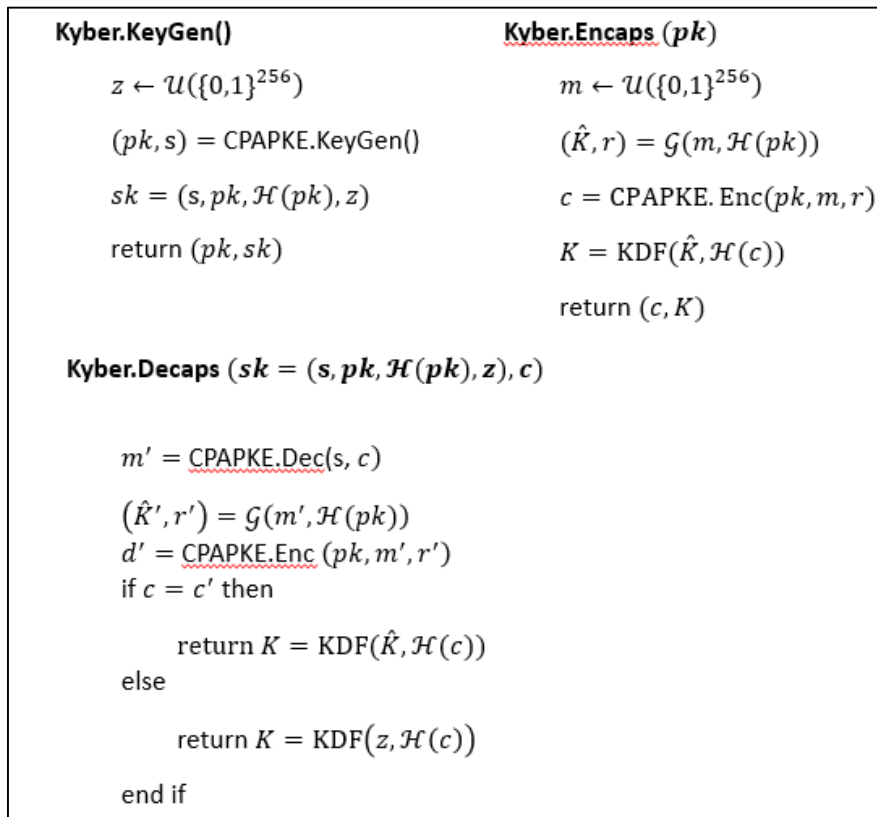 Kyber.KeyGen()
z ← 𝒰({0,1}²⁵⁶)
(pk, s) = CPAPKE.KeyGen()
sk = (s, pk, ℋ(pk), z)
return (pk, sk)
Kyber.Encaps (pk)
m ← 𝒰({0,1}²⁵⁶)
(K̂, r) = 𝒢(m, ℋ(pk))
c = CPAPKE. Enc(pk, m, r)
K = KDF(K̂, ℋ(c))
return (c, K)
Kyber.Decaps (sk = (s, pk, ℋ(pk), z), c)
m′ = CPAPKE.Dec(s, c)
(K̂′, r′) = 𝒢(m′, ℋ(pk))
d′ = CPAPKE.Enc (pk, m′, r′)
if c = c′ then
return K = KDF(K̂, ℋ(c))
else
return K = KDF(z, ℋ(c))
end if